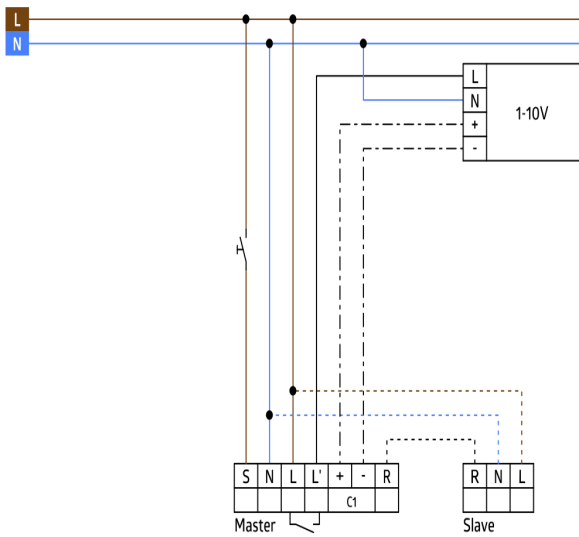 L
N
L
N
+
-
1-10V
S N L L' + - R
C1
R N L
Master
Slave